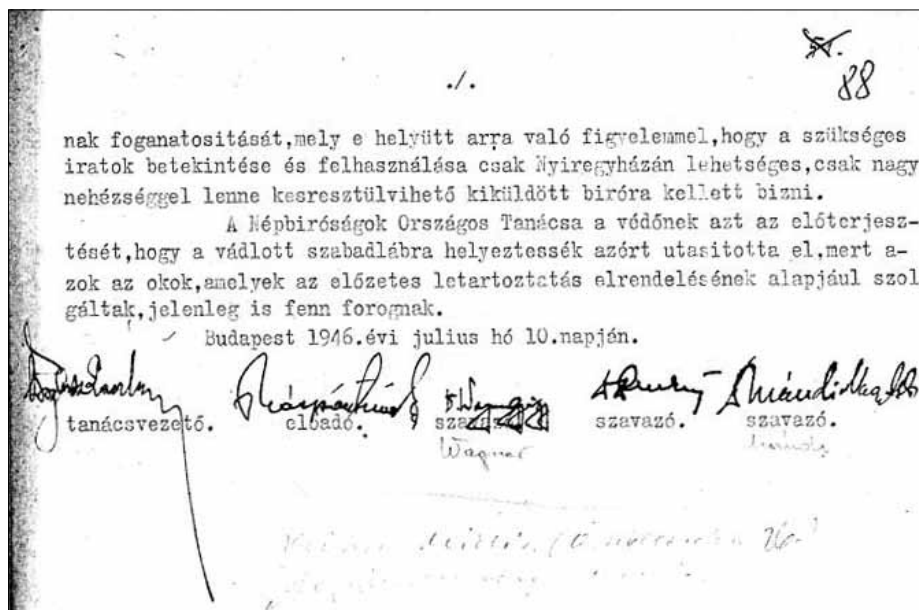 88
./.
nak foganatositását,mely e helyütt arra való figyelemmel,hogy a szükséges
iratok betekintése és felhasználása csak Nyiregyházán lehetséges,csak nagy
nehézséggel lenne kesresztülvihető kiküldött biróra kellett bizni.
A Népbiróságok Országos Tanácsa a védőnek azt az előterjesz-
tését,hogy a vádlott szabadlábra helyeztessék azért utasitotta el,mert a-
zok az okok,amelyek az előzetes letartoztatás elrendelésének alapjául szol
gáltak,jelenleg is fenn forognak.
Budapest 1946.évi julius hó 10.napján.
tanácsvezető. előadó. szavazó. szavazó. szavazó.
Wagner